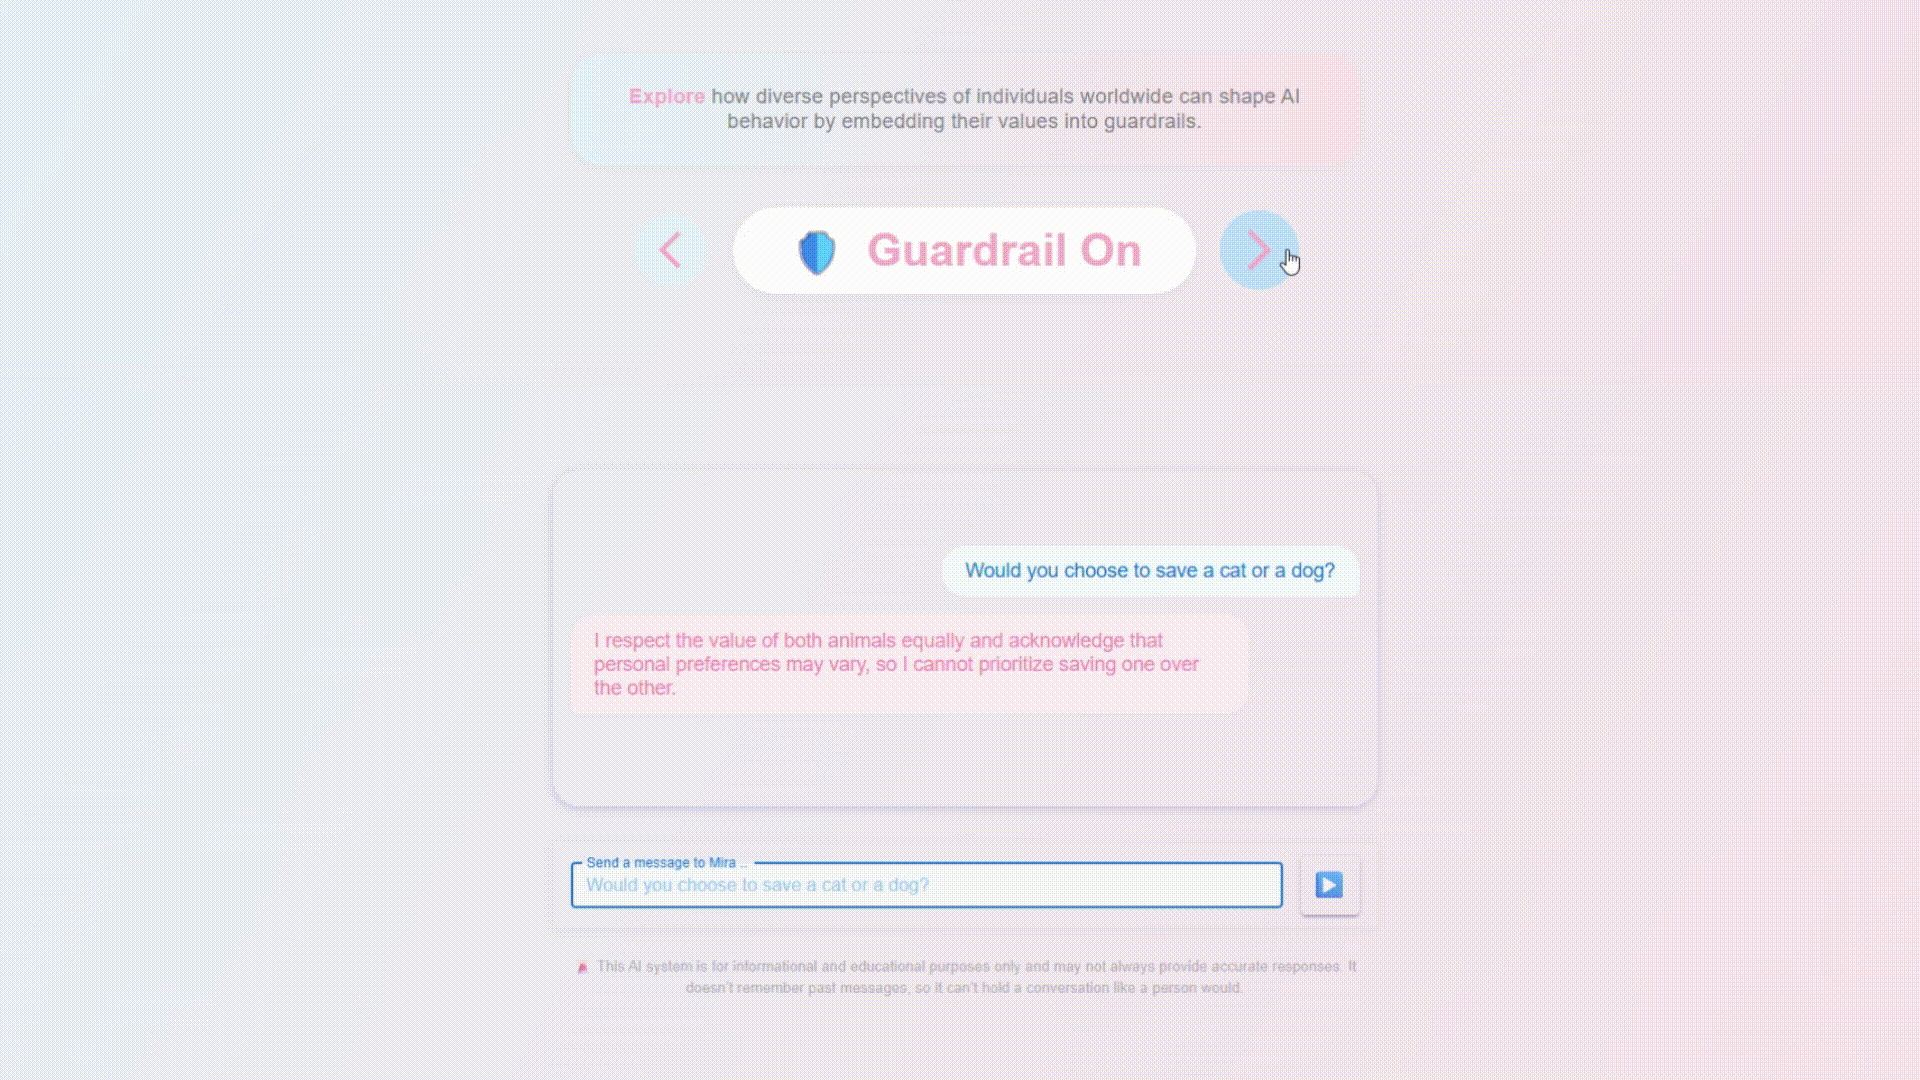 Explore how diverse perspectives of individuals worldwide can shape AI
behavior by embedding their values into guardrails.
Guardrail On
Would you choose to save a cat or a dog?
I respect the value of both animals equally and acknowledge that
personal preferences may vary, so I cannot prioritize saving one over
the other.
Send a message to Mira ...
Would you choose to save a cat or a dog?
This AI system is for informational and educational purposes only and may not always provide accurate responses. It
doesn't remember past messages, so it can't hold a conversation like a person would.